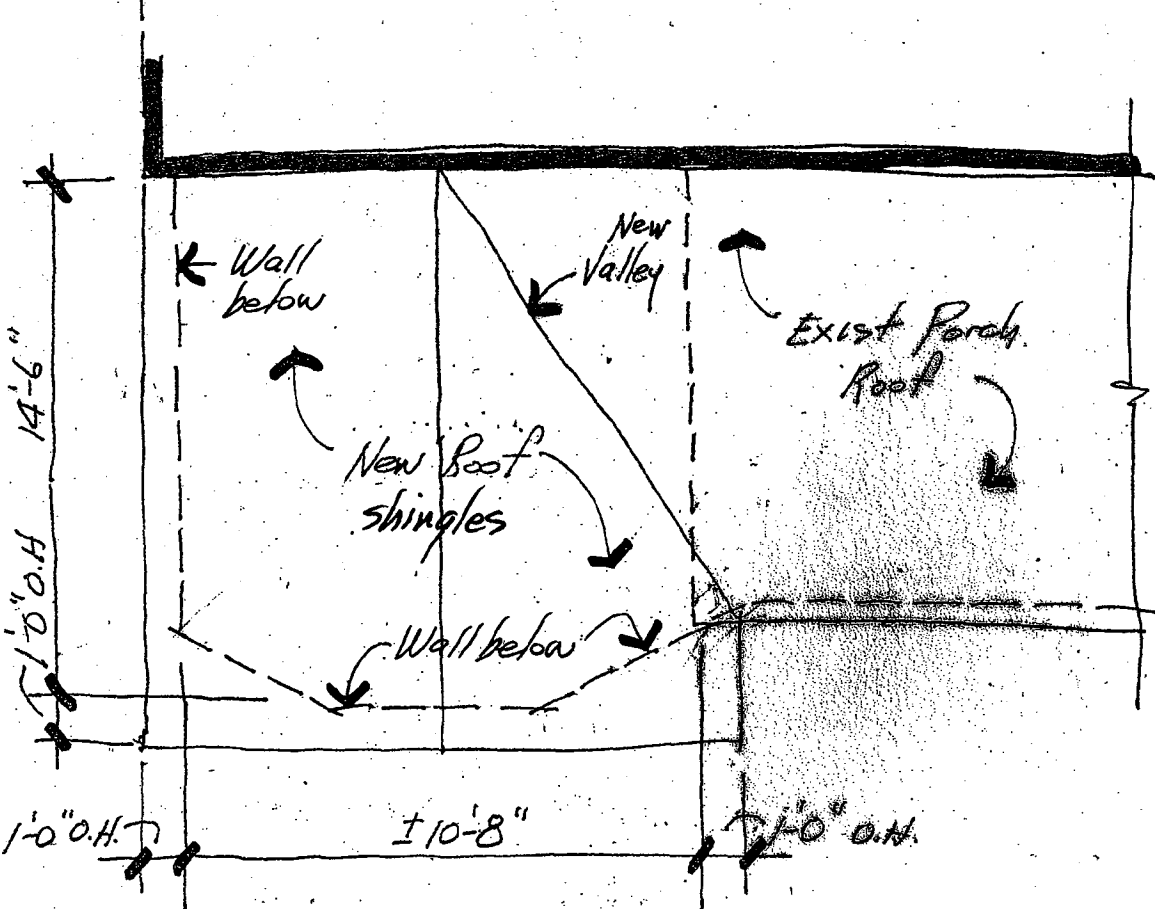 New
Valley
Wall
below
Exist Porch
Roof
14'-6"
New Roof
shingles
1'-0" O.H
Wall below
1'-0" O.H.
±10'-8"
1'-0" O.H.